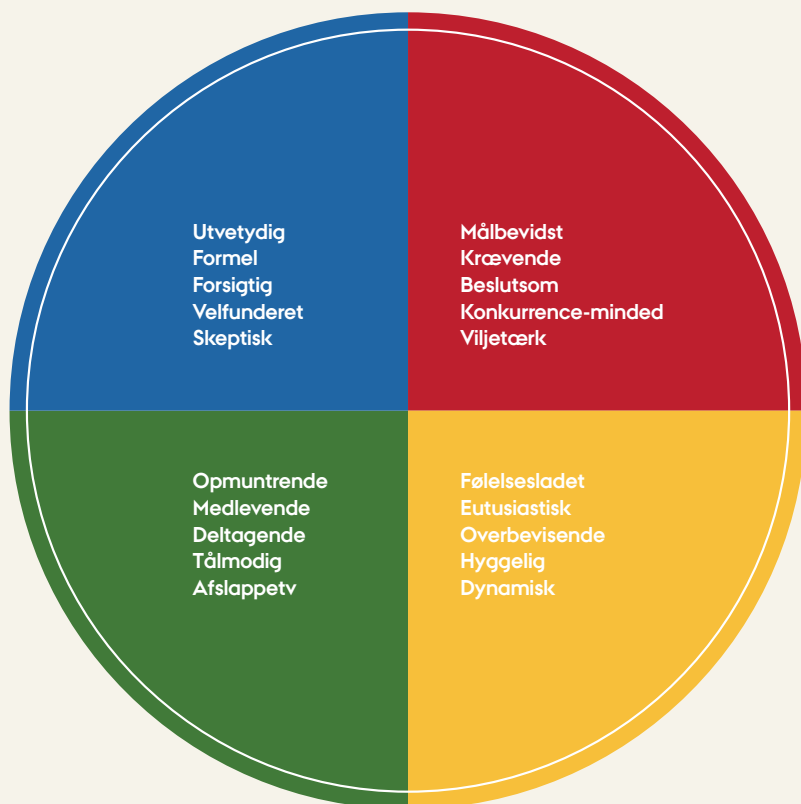 Utvetydig
Formel
Forsigtig
Velfunderet
Skeptisk
Målbevidst
Krævende
Beslutsom
Konkurrence-minded
Viljetærk
Opmuntrende
Medlevende
Deltagende
Tålmodig
Afslappetv
Følelsesladet
Eutusiastisk
Overbevisende
Hyggelig
Dynamisk